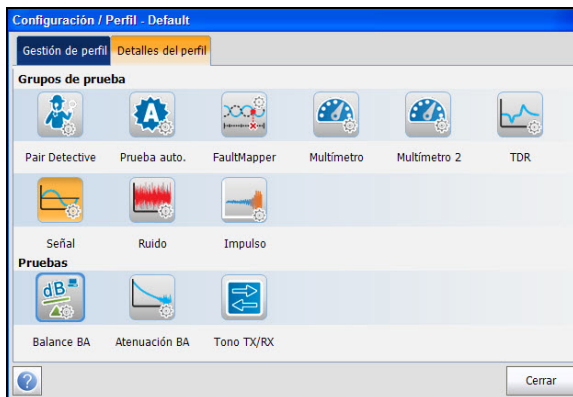 Configuración / Perfil - Default
Gestión de perfil Detalles del perfil
Grupos de prueba
A
Pair Detective Prueba auto. FaultMapper Multímetro Multímetro 2 TDR
Señal Ruido Impulso
Pruebas
dB
Balance BA Atenuación BA Tono TX/RX
? Cerrar